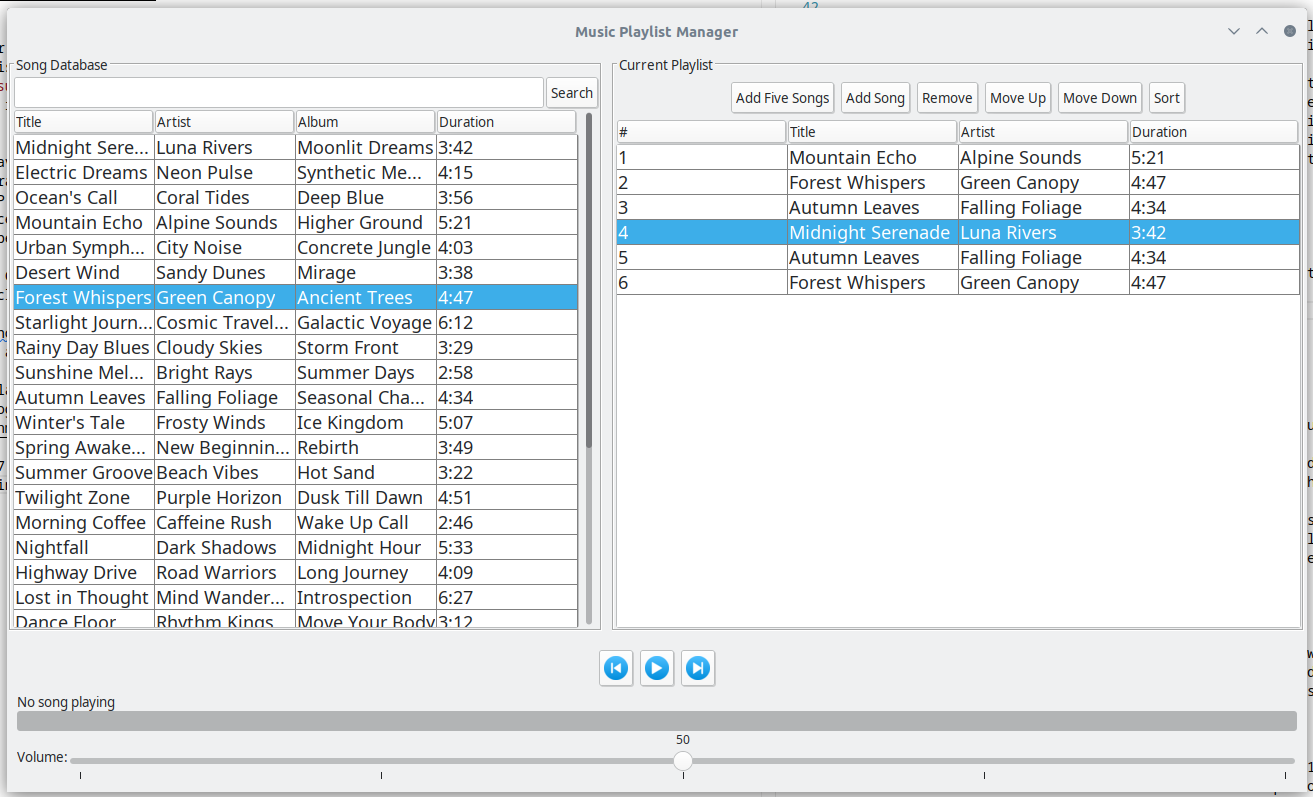 Music Playlist Manager
Song Database
Search
Title Artist Album Duration
Midnight Sere... Luna Rivers Moonlit Dreams 3:42
Electric Dreams Neon Pulse Synthetic Me... 4:15
Ocean's Call Coral Tides Deep Blue 3:56
Mountain Echo Alpine Sounds Higher Ground 5:21
Urban Symph... City Noise Concrete Jungle 4:03
Desert Wind Sandy Dunes Mirage 3:38
Forest Whispers Green Canopy Ancient Trees 4:47
Starlight Journ... Cosmic Travel... Galactic Voyage 6:12
Rainy Day Blues Cloudy Skies Storm Front 3:29
Sunshine Mel... Bright Rays Summer Days 2:58
Autumn Leaves Falling Foliage Seasonal Cha... 4:34
Winter's Tale Frosty Winds Ice Kingdom 5:07
Spring Awake... New Beginnin... Rebirth 3:49
Summer Groove Beach Vibes Hot Sand 3:22
Twilight Zone Purple Horizon Dusk Till Dawn 4:51
Morning Coffee Caffeine Rush Wake Up Call 2:46
Nightfall Dark Shadows Midnight Hour 5:33
Highway Drive Road Warriors Long Journey 4:09
Lost in Thought Mind Wander... Introspection 6:27
Dance Floor Rhythm Kings Move Your Body 3:12
Current Playlist
Add Five Songs Add Song Remove Move Up Move Down Sort
# Title Artist Duration
1 Mountain Echo Alpine Sounds 5:21
2 Forest Whispers Green Canopy 4:47
3 Autumn Leaves Falling Foliage 4:34
4 Midnight Serenade Luna Rivers 3:42
5 Autumn Leaves Falling Foliage 4:34
6 Forest Whispers Green Canopy 4:47
No song playing
50
Volume: